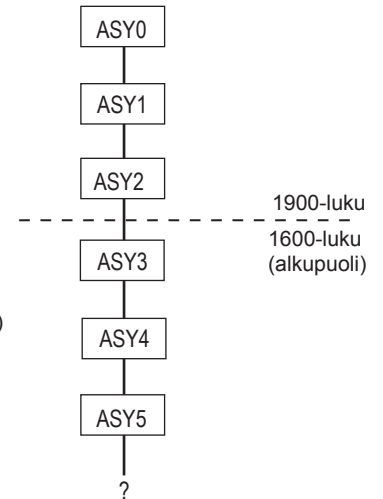 ASY0
ASY1
ASY2
1900-luku
1600-luku
(alkupuoli)
ASY3
)
ASY4
ASY5
?